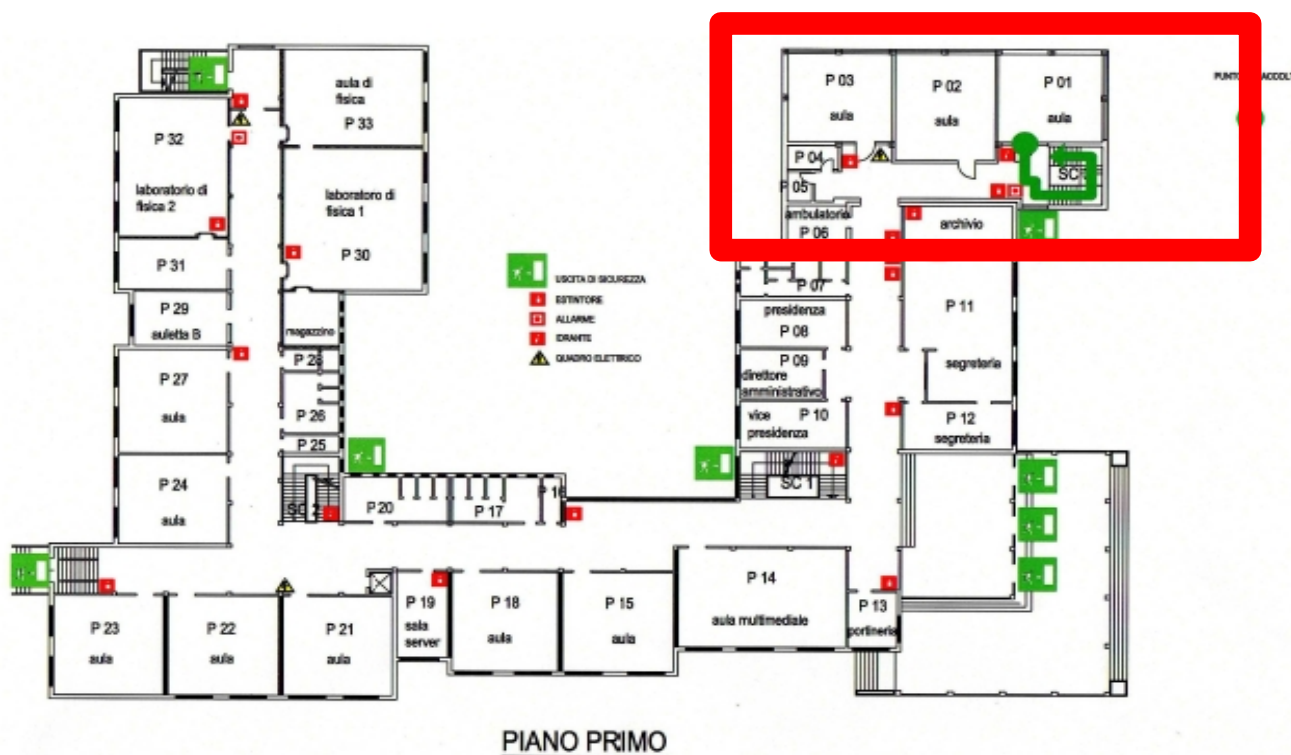 aula di
fisica
P 33
P 32
laboratorio di
fisica 2
laboratorio di
fisica 1
P 30
P 31
P 29
auletta B
magazzino
P 27
aula
P 28
P 26
P 25
P 24
aula
SC 2
P 20
P 17
P 16
P 23
aula
P 22
aula
P 21
aula
P 19
sala
server
P 18
aula
P 15
aula
P 14
aula multimediale
P 13
portineria
USCITA DI SICUREZZA
ESTINTORE
ALLARME
IDRANTE
QUADRO ELETTRICO
P 03
aula
P 02
aula
P 01
aula
P 04
P 05
SC
ambulatorio
P 06
archivio
P 07
presidenza
P 08
P 09
direttore
amministrativo
vice
P 10
presidenza
P 11
segreteria
P 12
segreteria
SC 1
PIANO PRIMO